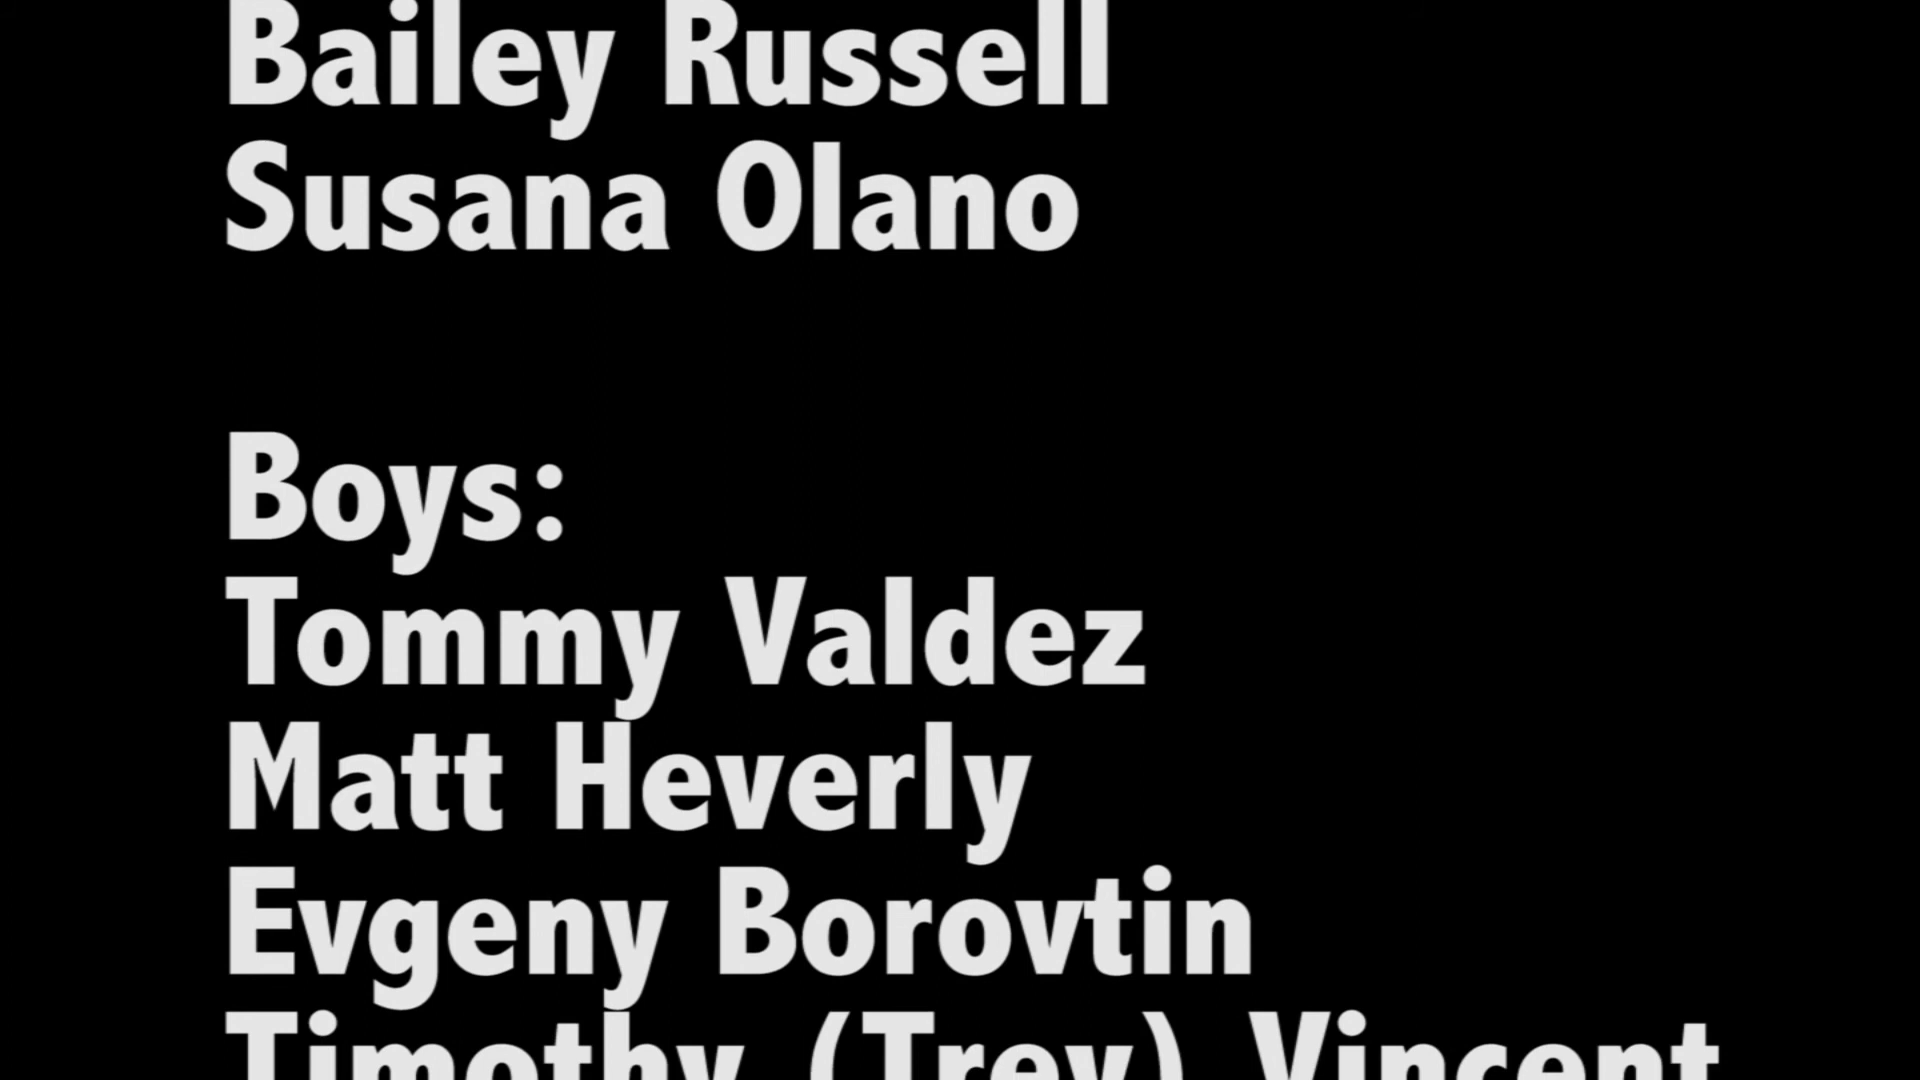 Bailey Russell
Susana Olano
Boys:
Tommy Valdez
Matt Heverly
Evgeny Borovtin
Timothy (Trey) Vincent